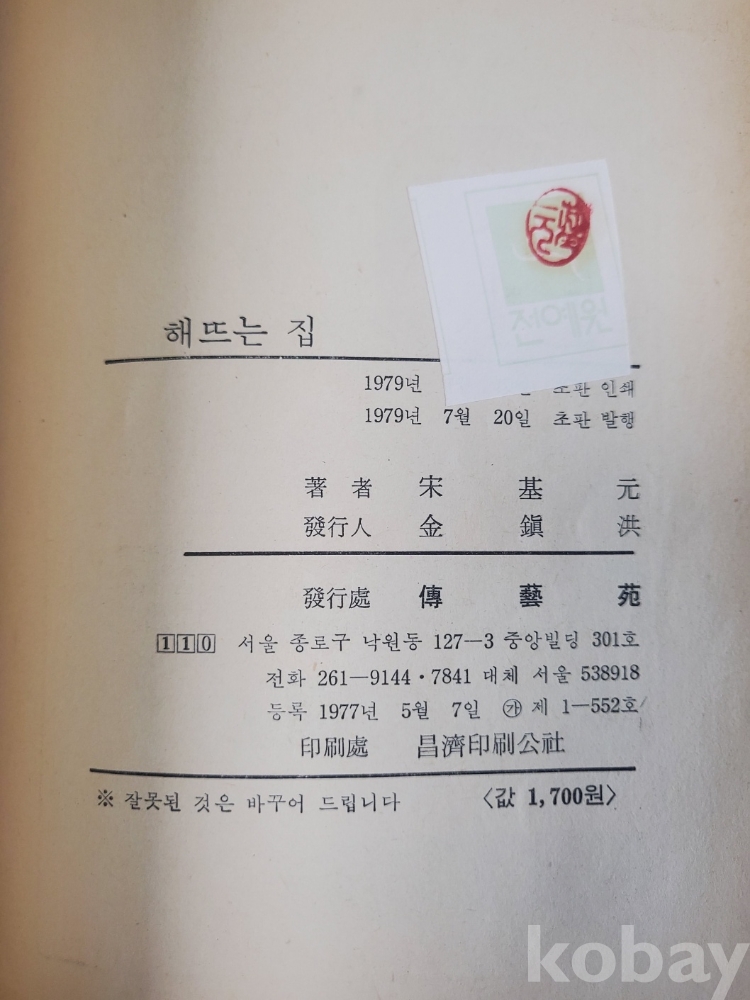 전예원
해뜨는 집
1979년 초판 인쇄
1979년 7월 20일 초판 발행
著者 宋基元
發行人 金鎭洪
發行處 傳藝苑
110 서울 종로구 낙원동 127—3 중앙빌딩 301호
전화 261—9144·7841 대체 서울 538918
등록 1977년 5월 7일 ㉮ 제 1—552호
印刷處 昌濟印刷公社
※ 잘못된 것은 바꾸어 드립니다 〈값 1,700원〉
kobay